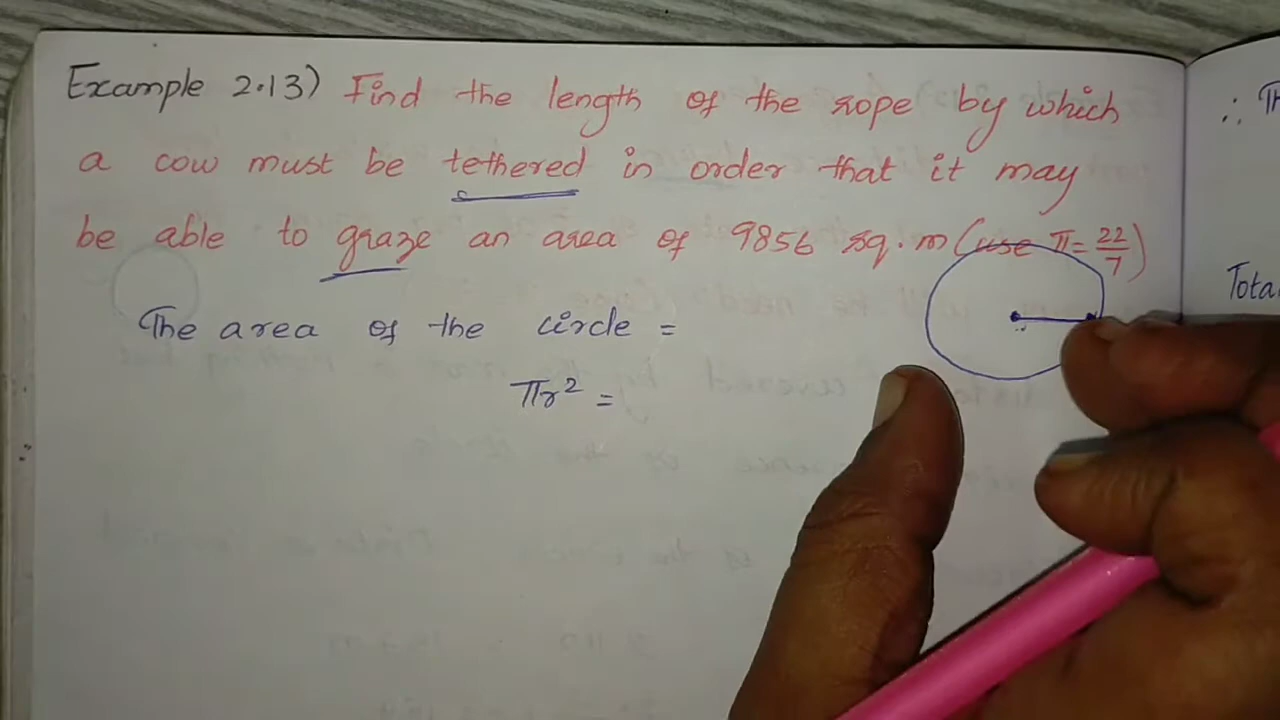 Example 2.13) Find the length of the rope by which
a cow must be tethered in order that it may
be able to graze an area of 9856 sq. m (use π = 22/7)
The area of the circle =
πr² =
∴ Th
Total